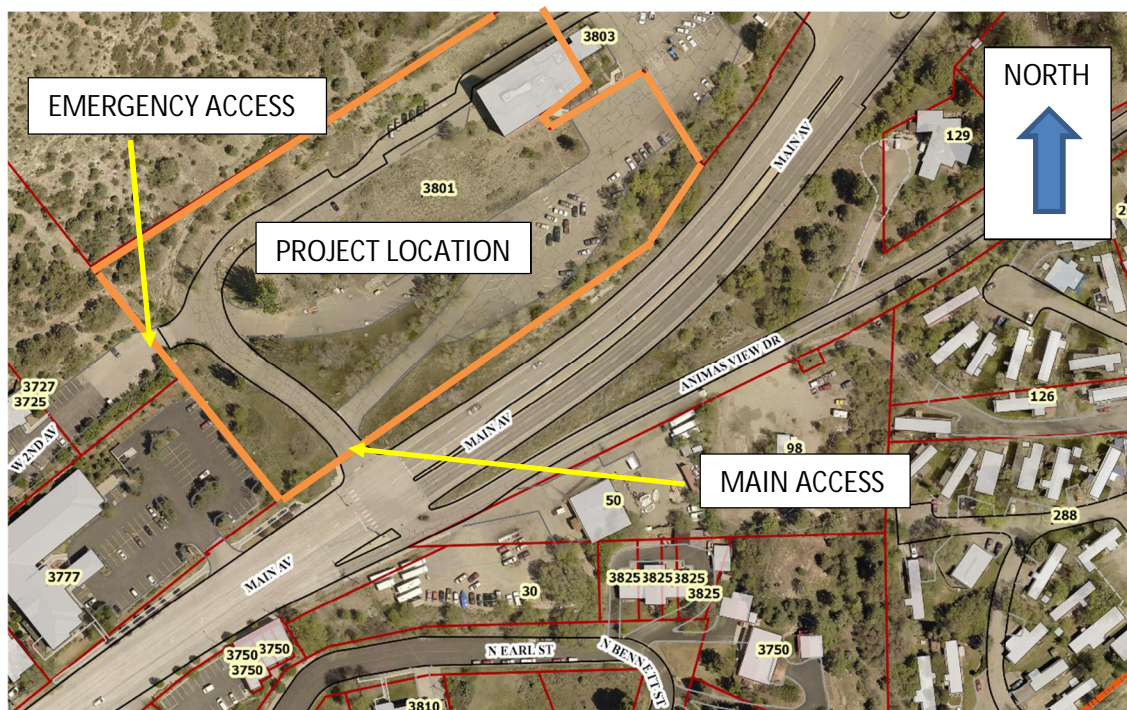 3803
NORTH
EMERGENCY ACCESS
MAIN AV
129
3801
2
PROJECT LOCATION
ANIMAS VIEW DR
3727
3725
126
W 2ND AV
MAIN AV
98
MAIN ACCESS
50
288
3777
MAIN AV
3825 3825 3825
3825
30
3750
3750
3750
3750
N EARL ST
N BENNETT ST
3810